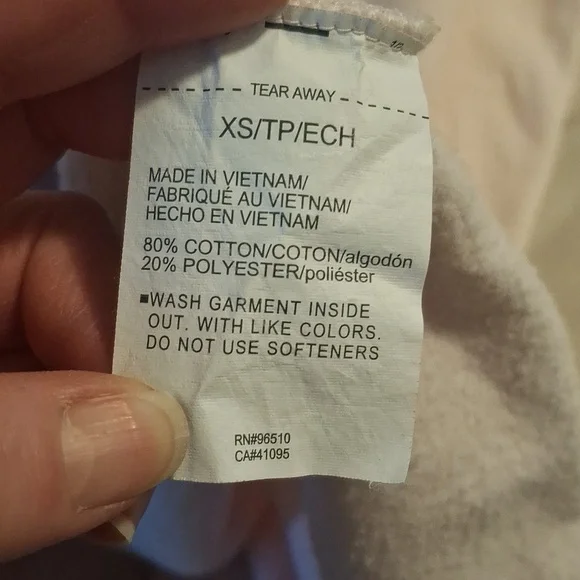 TEAR AWAY
XS/TP/ECH
MADE IN VIETNAM/
FABRIQUÉ AU VIETNAM/
HECHO EN VIETNAM
80% COTTON/COTON/algodón
20% POLYESTER/poliéster
▪WASH GARMENT INSIDE
OUT. WITH LIKE COLORS.
DO NOT USE SOFTENERS
RN#96510
CA#41095